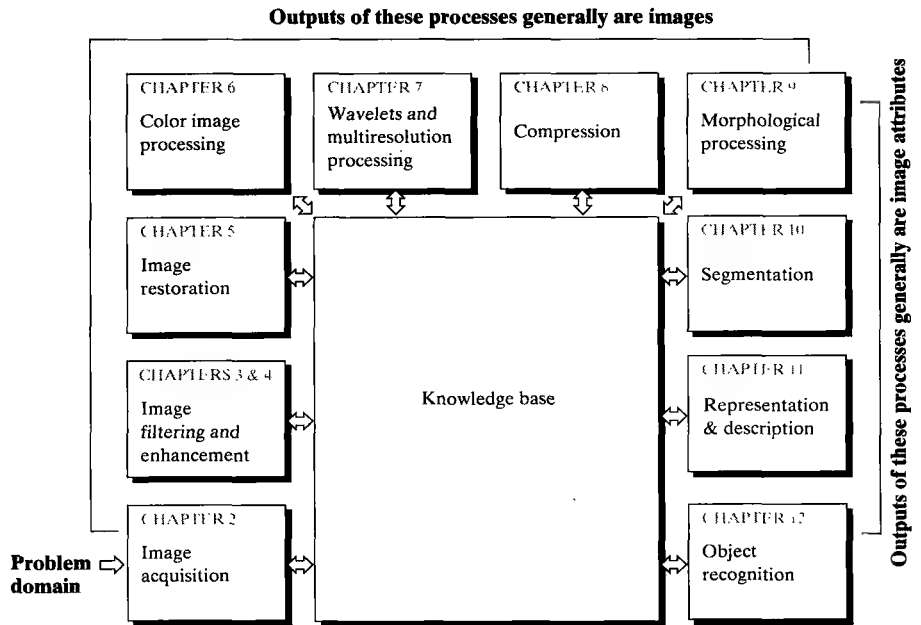 Outputs of these processes generally are images
CHAPTER 6
Color image
processing
CHAPTER 7
Wavelets and
multiresolution
processing
CHAPTER 8
Compression
CHAPTER 9
Morphological
processing
CHAPTER 5
Image
restoration
CHAPTERS 3 & 4
Image
filtering and
enhancement
CHAPTER 2
Image
acquisition
Problem
domain
Knowledge base
CHAPTER 10
Segmentation
CHAPTER 11
Representation
& description
CHAPTER 12
Object
recognition
Outputs of these processes generally are image attributes